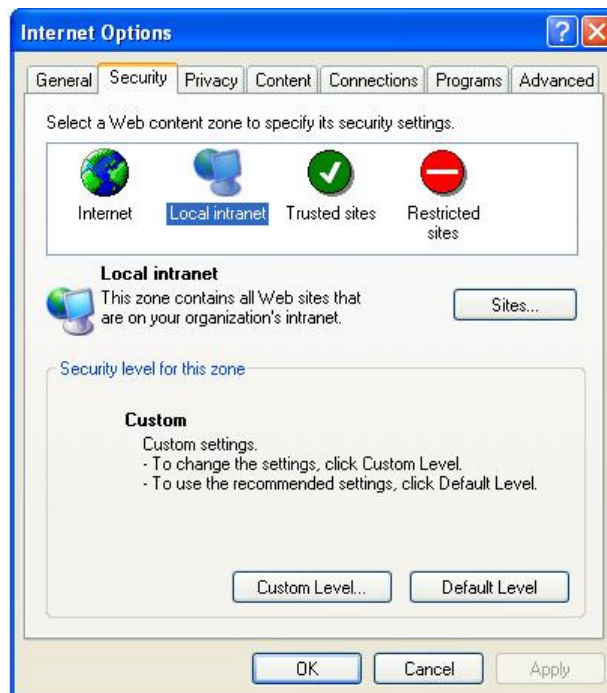 Internet Options
General Security Privacy Content Connections Programs Advanced
Select a Web content zone to specify its security settings.
Internet Local intranet Trusted sites Restricted sites
Local intranet
This zone contains all Web sites that are on your organization's intranet.
Sites...
Security level for this zone
Custom
Custom settings.
- To change the settings, click Custom Level.
- To use the recommended settings, click Default Level.
Custom Level... Default Level
OK Cancel Apply